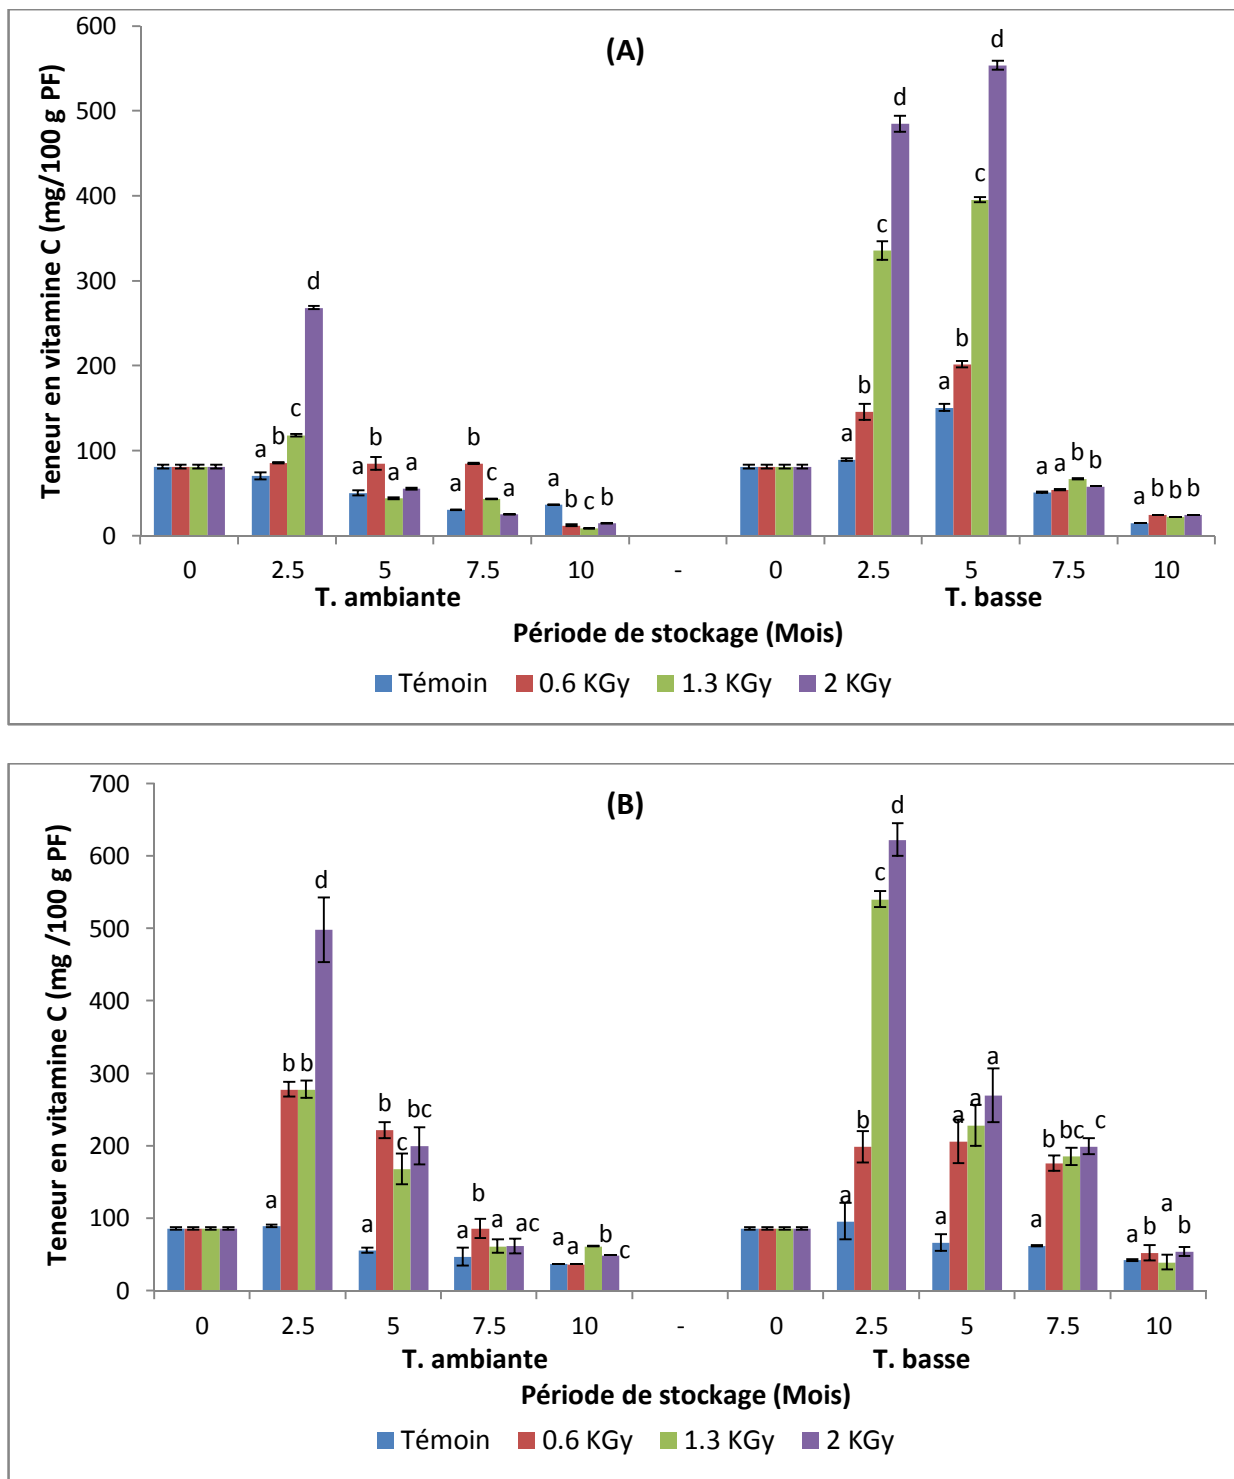 (A)
Teneur en vitamine C (mg/100 g PF)
600
500
400
300
200
100
0
a b c d
a b a a
a b c a
a b c b
a b c d
a b c d
a a b b
a b b b
0 2.5 5 7.5 10 - 0 2.5 5 7.5 10
T. ambiante T. basse
Période de stockage (Mois)
Témoin 0.6 KGy 1.3 KGy 2 KGy
(B)
Teneur en vitamine C (mg /100 g PF)
700
600
500
400
300
200
100
0
a b b d
a b c bc
a b a ac
a a b c
a b c d
a a a a
a b bc c
a b a b
0 2.5 5 7.5 10 - 0 2.5 5 7.5 10
T. ambiante T. basse
Période de stockage (Mois)
Témoin 0.6 KGy 1.3 KGy 2 KGy